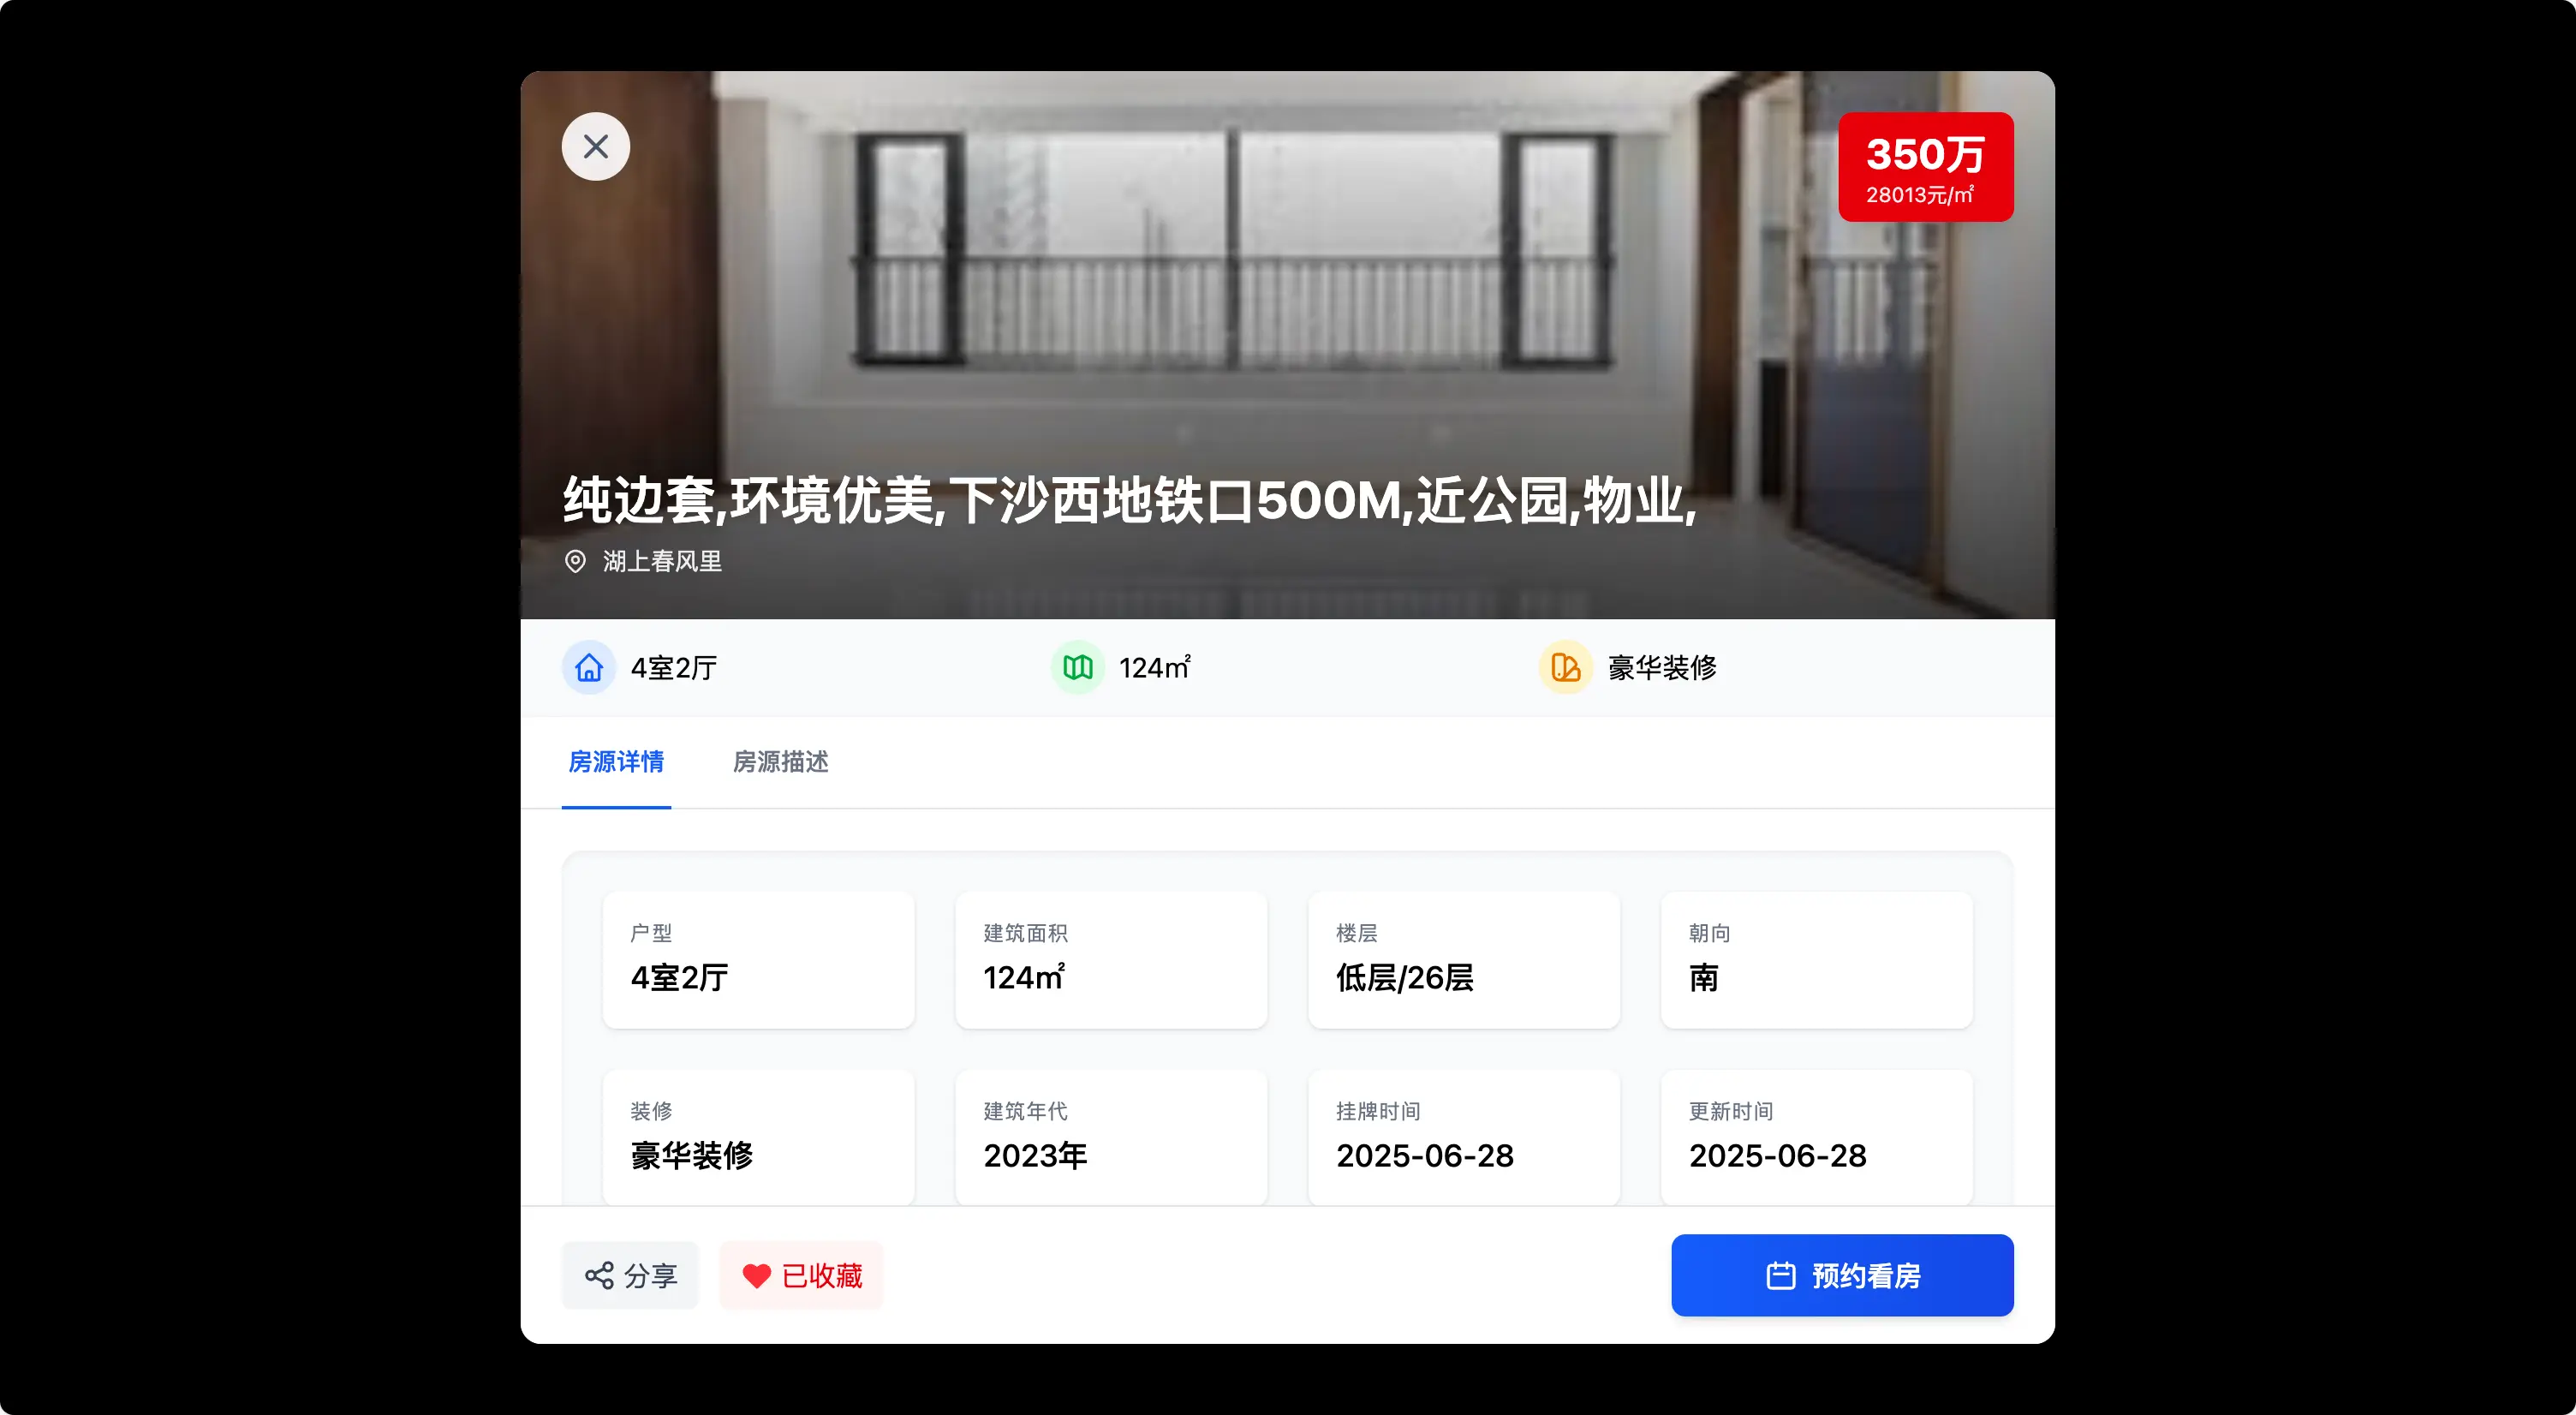 350万
28013元/㎡
纯边套,环境优美,下沙西地铁口500M,近公园,物业,
湖上春风里
4室2厅
124㎡
豪华装修
房源详情
房源描述
户型
4室2厅
建筑面积
124㎡
楼层
低层/26层
朝向
南
装修
豪华装修
建筑年代
2023年
挂牌时间
2025-06-28
更新时间
2025-06-28
分享
已收藏
预约看房